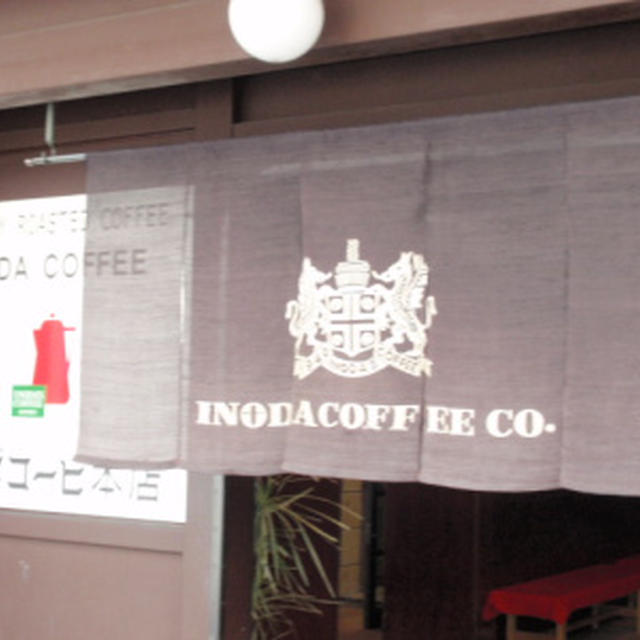 ROASTED COFFEE
DA COFFEE
コーヒ本店
INODACOFFEE CO.